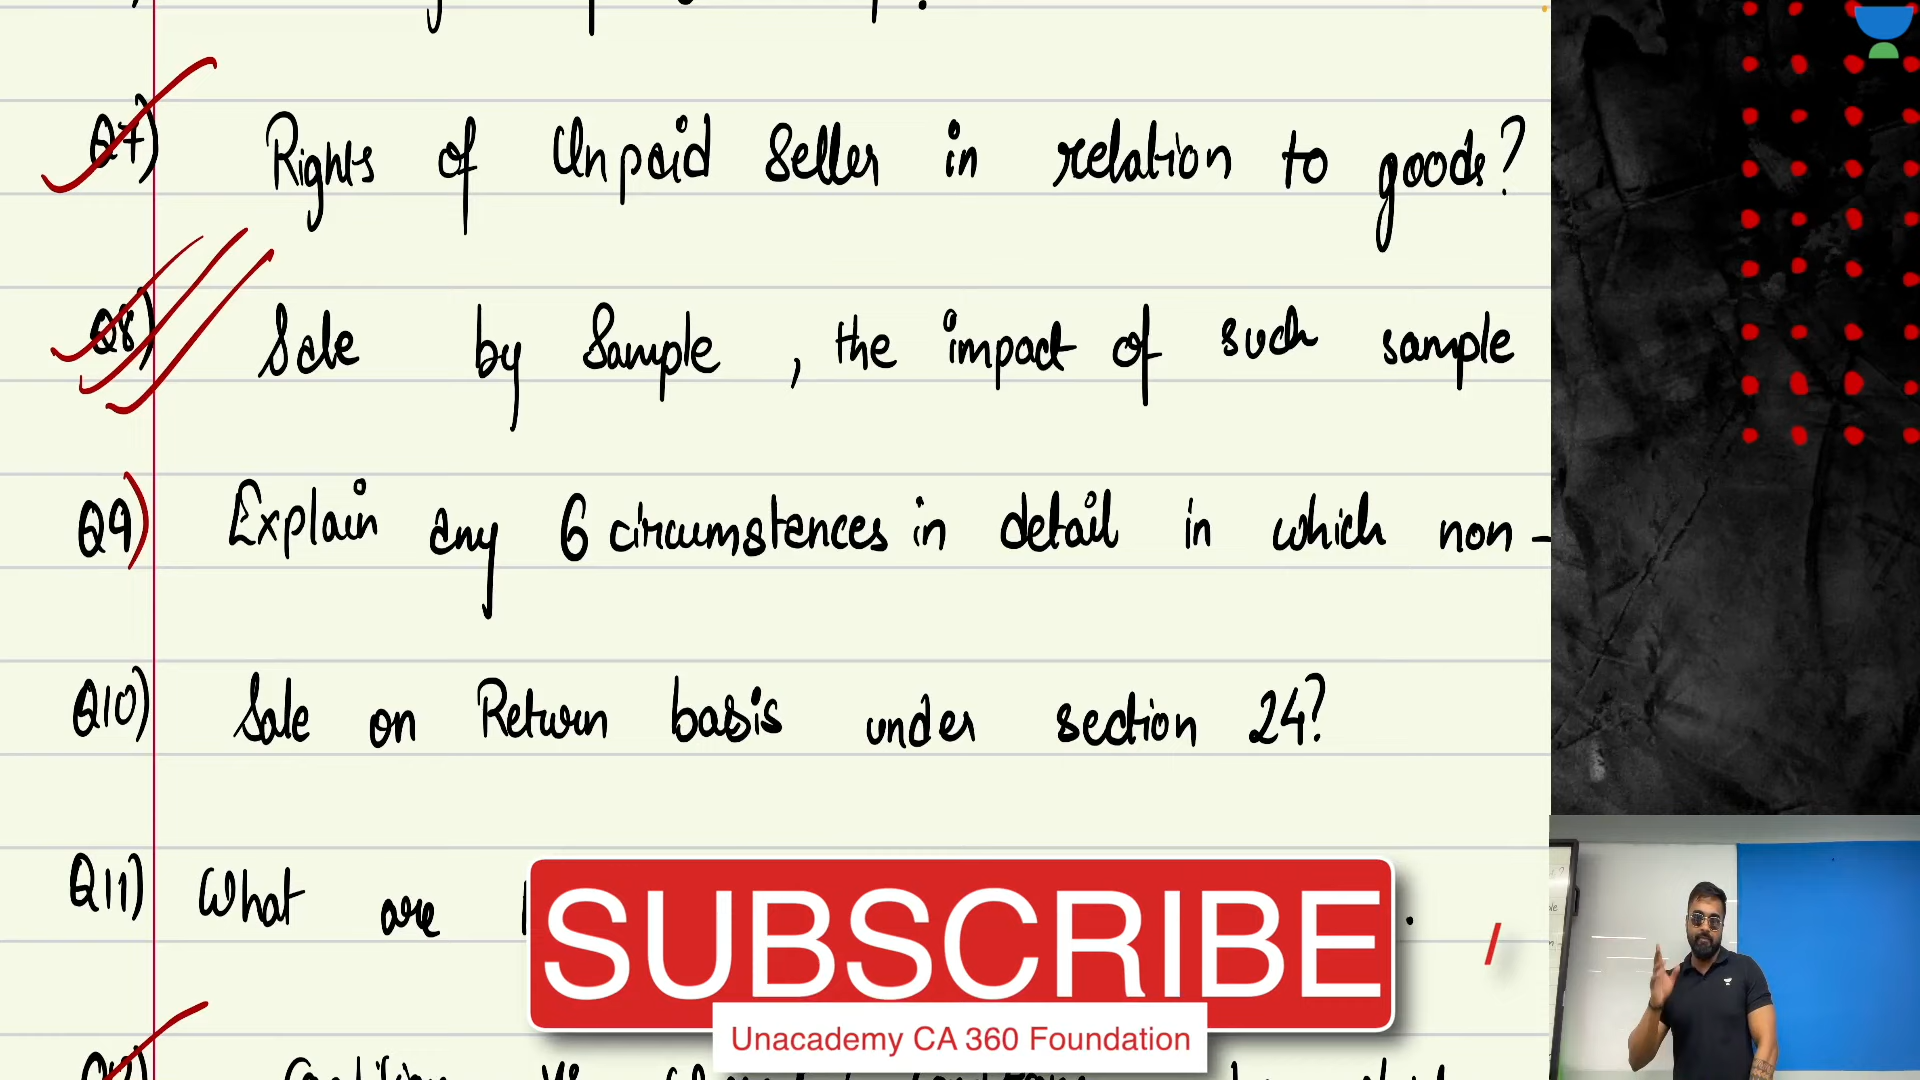 Q7) Rights of Unpaid Seller in relation to goods?
Q8) Sale by Sample, the impact of such sample
Q9) Explain any 6 circumstances in detail in which non-
Q10) Sale on Return basis under section 24?
Q11) What are
SUBSCRIBE
Unacademy CA 360 Foundation